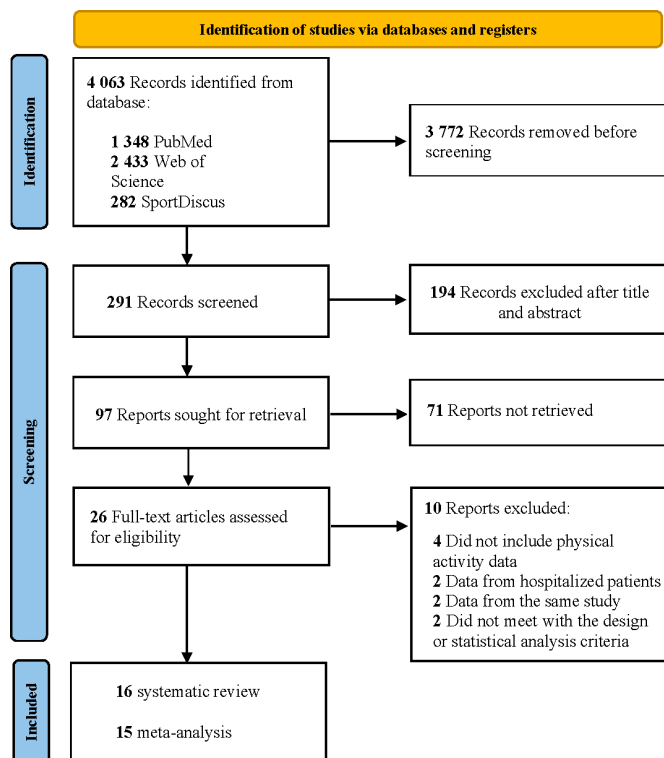 Identification of studies via databases and registers
Identification
4 063 Records identified from
database:
1 348 PubMed
2 433 Web of
Science
282 SportDiscus
3 772 Records removed before
screening
Screening
291 Records screened
194 Records excluded after title
and abstract
97 Reports sought for retrieval
71 Reports not retrieved
26 Full-text articles assessed
for eligibility
10 Reports excluded:
4 Did not include physical
activity data
2 Data from hospitalized patients
2 Data from the same study
2 Did not meet with the design
or statistical analysis criteria
Included
16 systematic review
15 meta-analysis